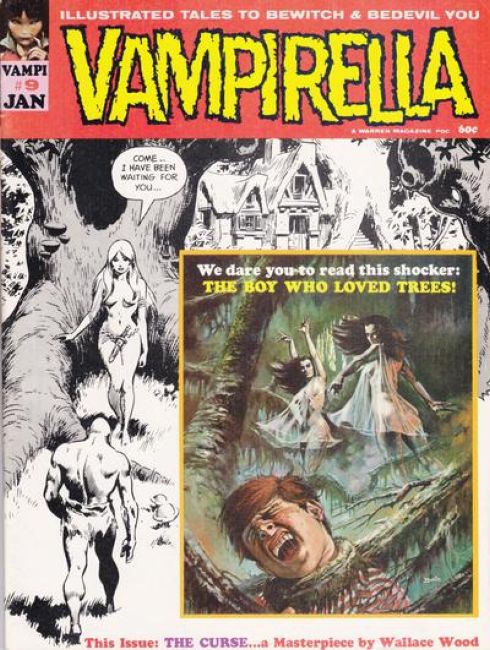 ILLUSTRATED TALES TO BEWITCH & BEDEVIL YOU
VAMPI
#9
JAN
VAMPIRELLA
A WARREN MAGAZINE PDC 60¢
COME..
I HAVE BEEN
WAITING FOR
YOU...
We dare you to read this shocker:
THE BOY WHO LOVED TREES!
This Issue: THE CURSE...a Masterpiece by Wallace Wood